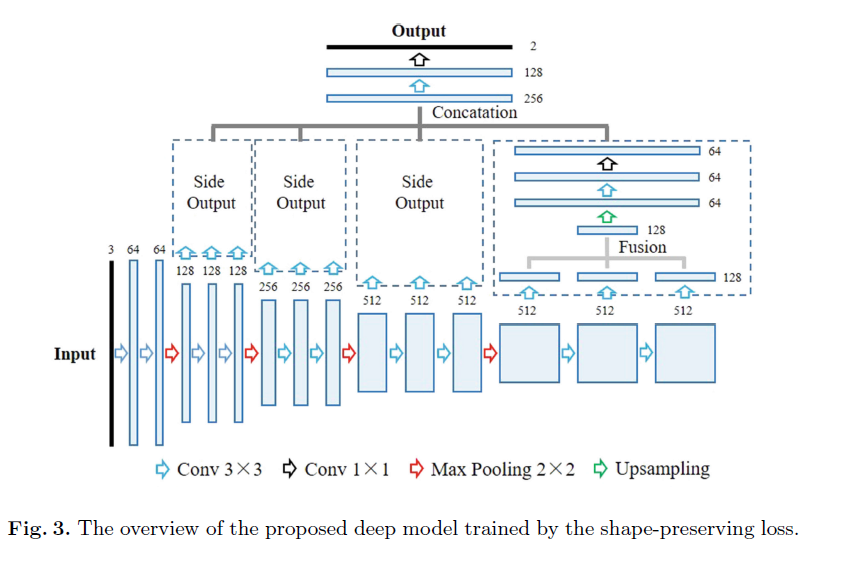 Output
2
128
256
Concatation
Side
Output
Side
Output
Side
Output
64
64
64
128
Fusion
128
3 64 64
128 128 128
256 256 256
512 512 512
512 512 512
Input
Conv 3×3 Conv 1×1 Max Pooling 2×2 Upsampling
Fig. 3. The overview of the proposed deep model trained by the shape-preserving loss.